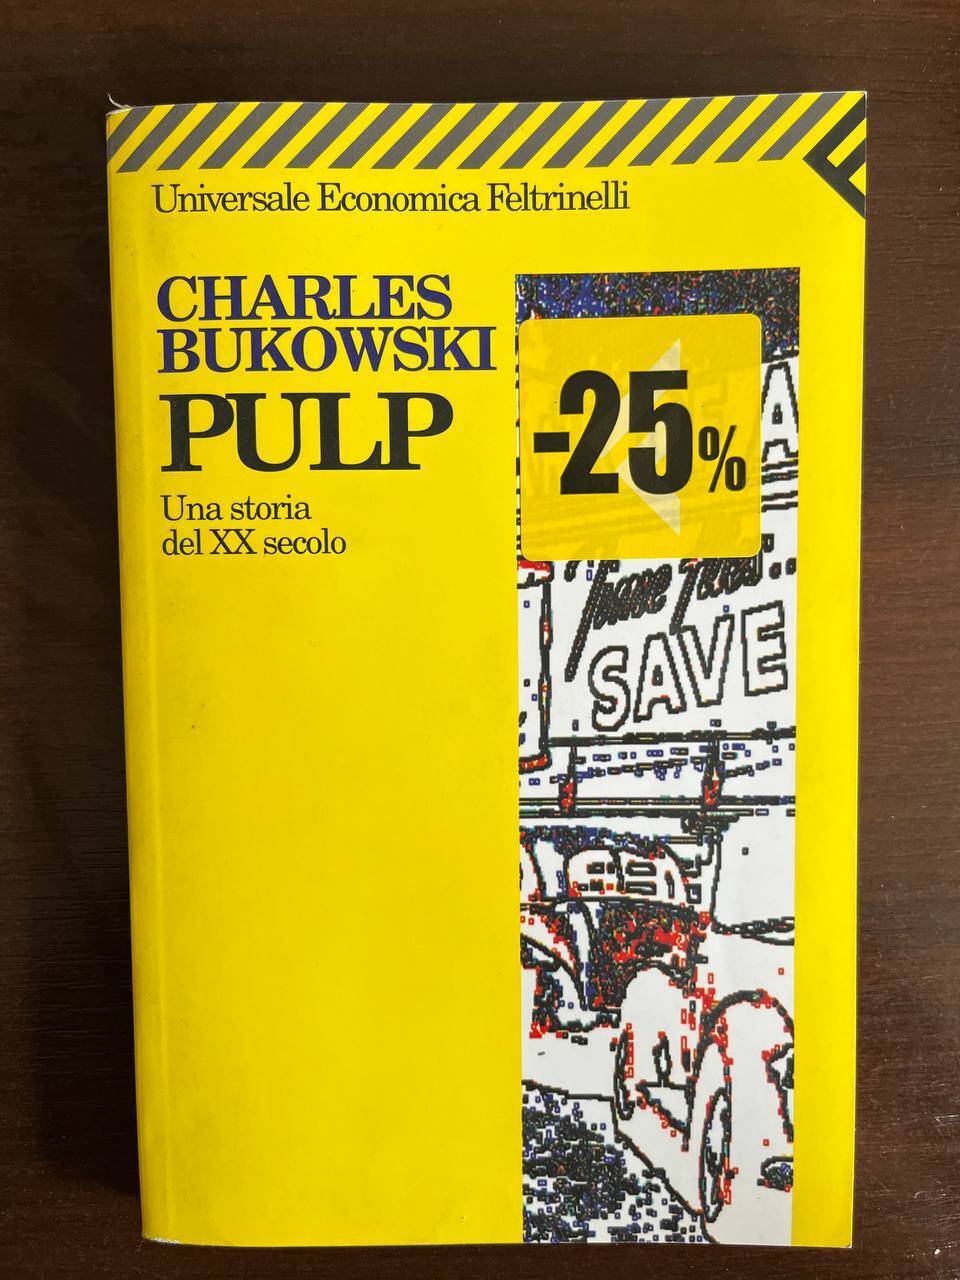 Universale Economica Feltrinelli
CHARLES
BUKOWSKI
PULP
Una storia
del XX secolo
-25%
A
SAVE